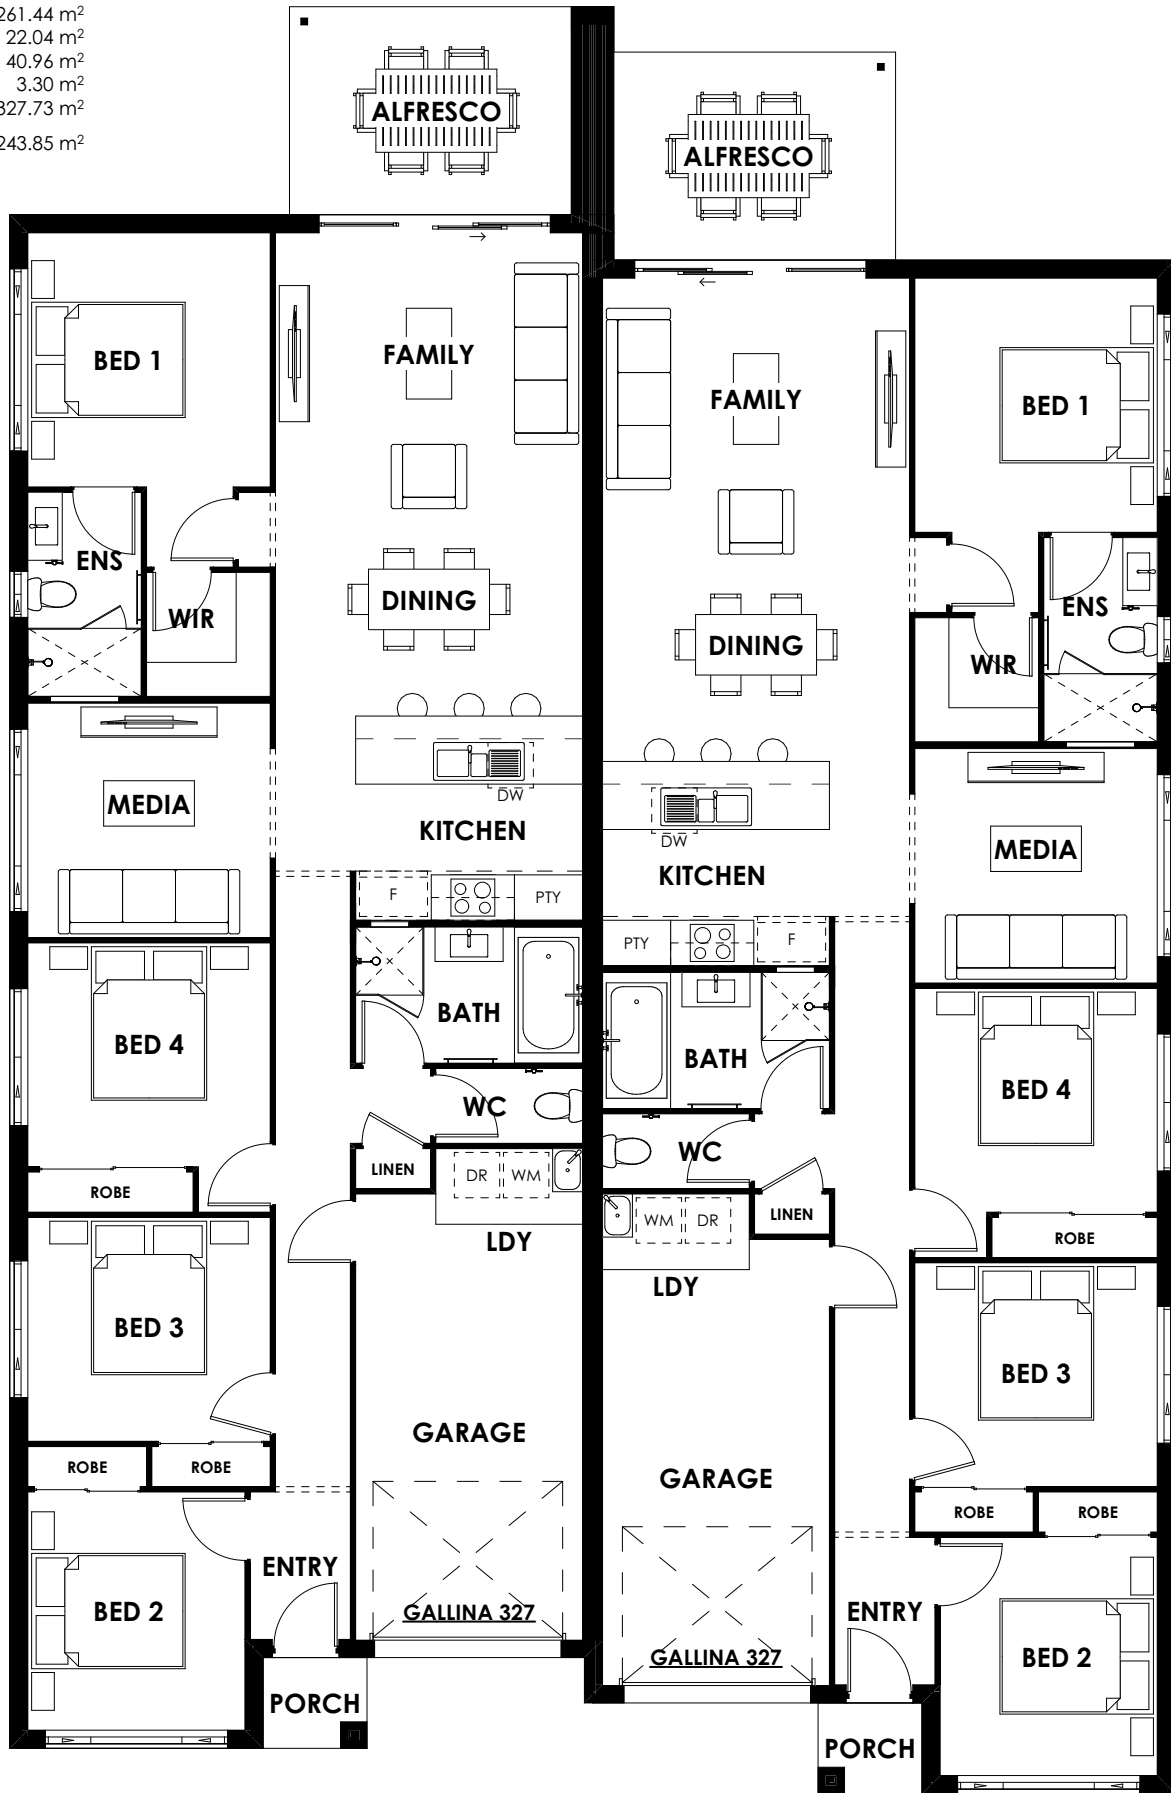 261.44 m²
22.04 m²
40.96 m²
3.30 m²
327.73 m²
243.85 m²
ALFRESCO
ALFRESCO
BED 1
FAMILY
FAMILY
BED 1
ENS
WIR
DINING
DINING
WIR
ENS
MEDIA
DW
KITCHEN
DW
KITCHEN
MEDIA
F
PTY
PTY
F
BATH
BATH
BED 4
BED 4
WC
WC
LINEN
DR
WM
ROBE
LDY
WM
DR
LINEN
ROBE
LDY
BED 3
BED 3
GARAGE
GARAGE
ROBE
ROBE
ROBE
ROBE
ENTRY
ENTRY
BED 2
GALLINA 327
GALLINA 327
BED 2
PORCH
PORCH